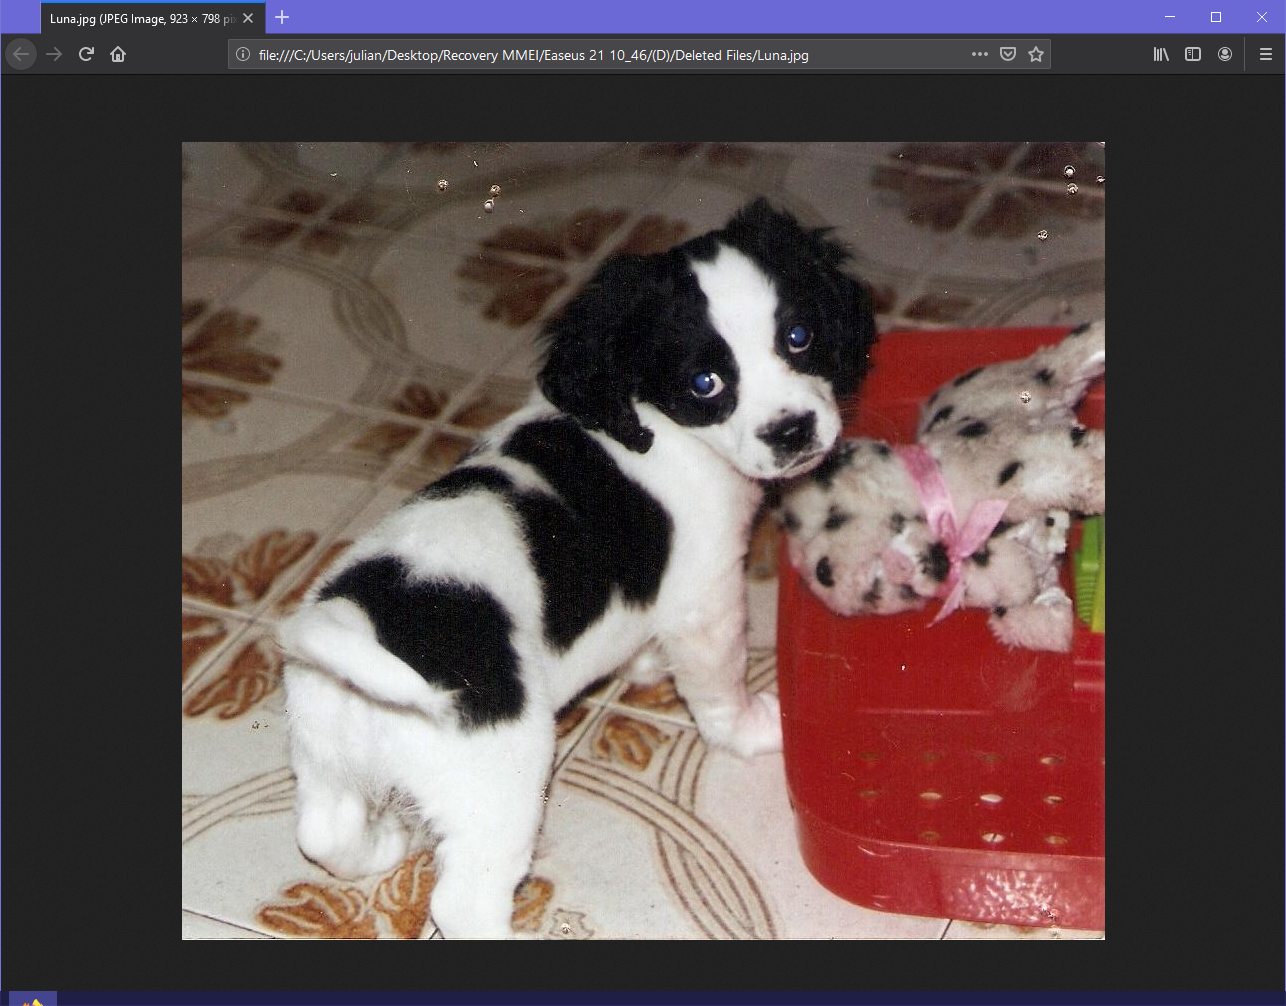 Luna.jpg (JPEG Image, 923 × 798 pi
file:///C:/Users/julian/Desktop/Recovery MMEI/Easeus 21 10_46/(D)/Deleted Files/Luna.jpg